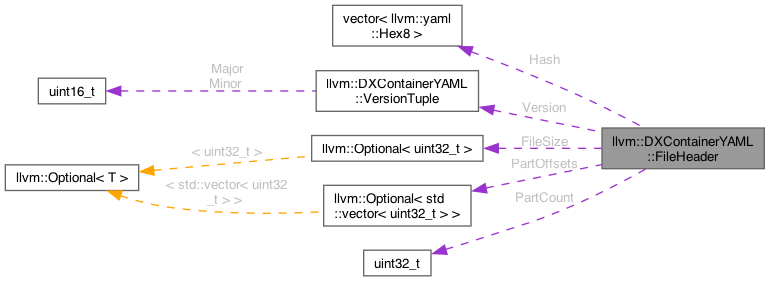 vector< llvm::yaml
::Hex8 >
Hash
Major
Minor
uint16_t
llvm::DXContainerYAML
::VersionTuple
Version
llvm::DXContainerYAML
::FileHeader
FileSize
< uint32_t >
llvm::Optional< uint32_t >
PartOffsets
llvm::Optional< T >
< std::vector< uint32
_t > >
llvm::Optional< std
::vector< uint32_t > >
PartCount
uint32_t